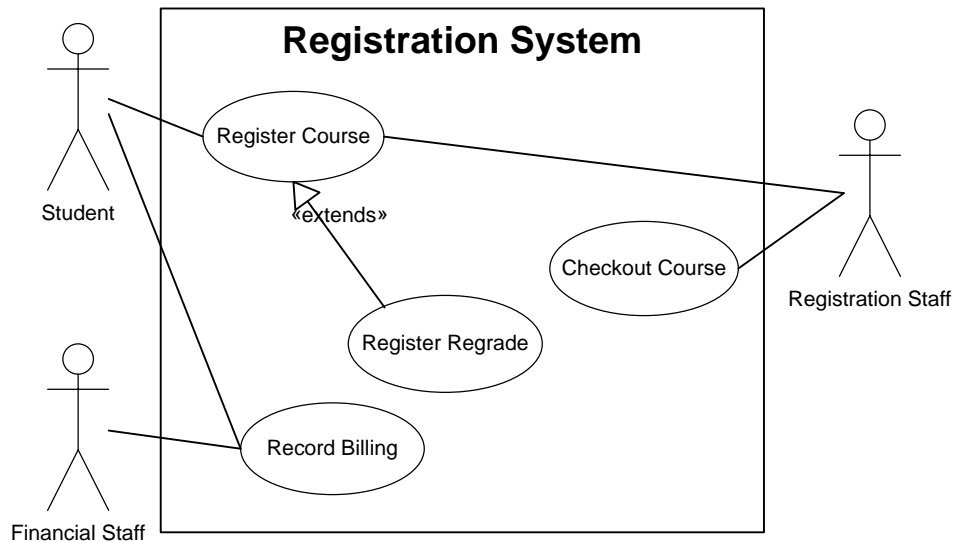 Registration System
Register Course
Student
«extends»
Checkout Course
Registration Staff
Register Regrade
Record Billing
Financial Staff